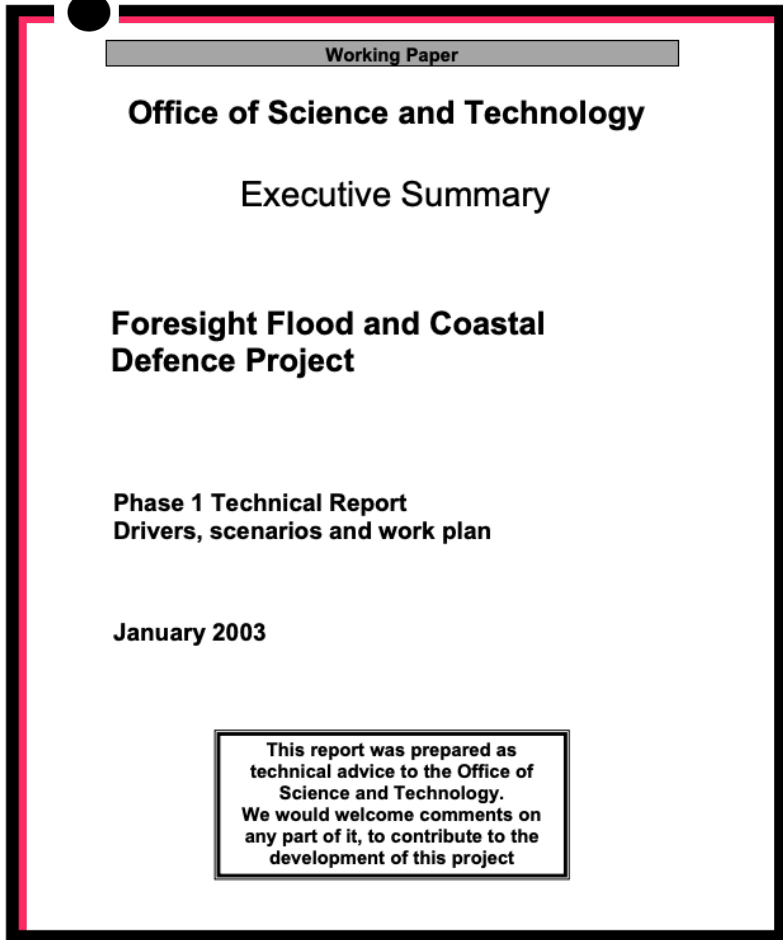 Working Paper
Office of Science and Technology
Executive Summary
Foresight Flood and Coastal
Defence Project
Phase 1 Technical Report
Drivers, scenarios and work plan
January 2003
This report was prepared as
technical advice to the Office of
Science and Technology.
We would welcome comments on
any part of it, to contribute to the
development of this project